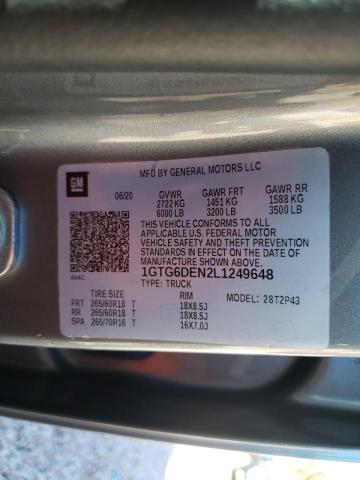 MFD BY GENERAL MOTORS LLC
GM
06/20 GVWR GAWR FRT GAWR RR
2722 KG 1451 KG 1588 KG
6000 LB 3200 LB 3500 LB
THIS VEHICLE CONFORMS TO ALL APPLICABLE
U.S. FEDERAL MOTOR
VEHICLE SAFETY AND THEFT PREVENTION
STANDARDS IN EFFECT ON THE DATE OF
MANUFACTURE SHOWN ABOVE.
1GTG6DEN2L1249648
TYPE: TRUCK
TIRE SIZE RIM MODEL: 28T2P43
FRT 265/60R18 T 18X8.5J
RR 265/60R18 T 18X8.5J
SPA 265/70R16 T 16X7.0J